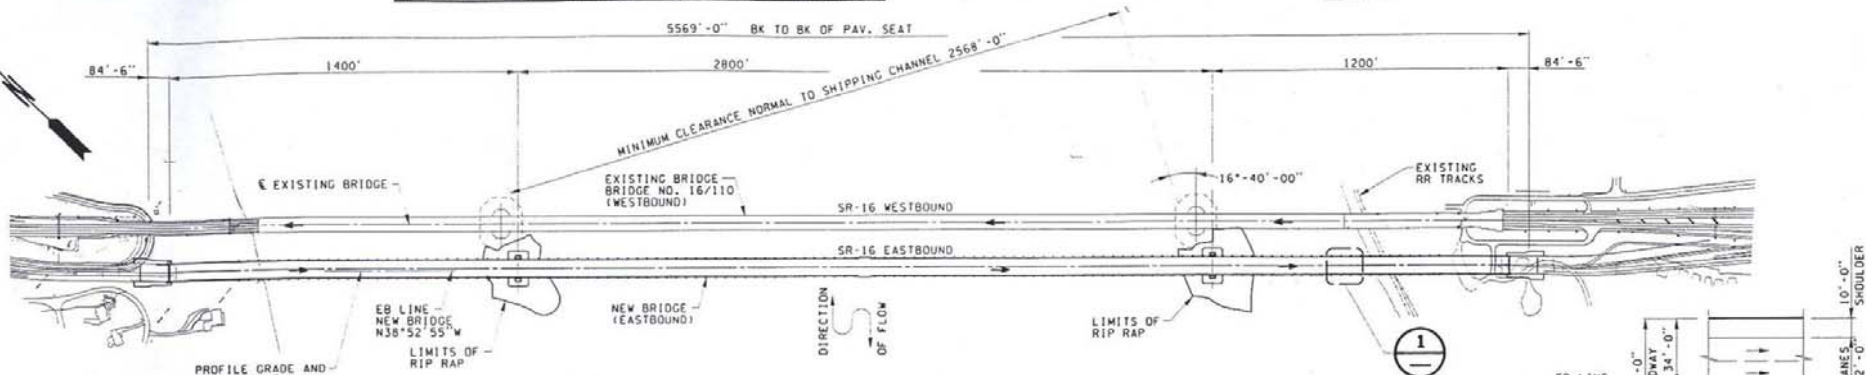 5569'-0" BK TO BK OF PAV. SEAT
84'-6"
1400'
2800'
1200'
84'-6"
MINIMUM CLEARANCE NORMAL TO SHIPPING CHANNEL 2568'-0"
N
℄ EXISTING BRIDGE
EXISTING BRIDGE
BRIDGE NO. 16/110
(WESTBOUND)
SR-16 WESTBOUND
16°-40'-00"
EXISTING
RR TRACKS
SR-16 EASTBOUND
EB LINE
NEW BRIDGE
N38°52'55"W
LIMITS OF
RIP RAP
NEW BRIDGE
(EASTBOUND)
DIRECTION
OF FLOW
LIMITS OF
RIP RAP
1
PROFILE GRADE AND
34'-0"
10'-0"
SHOULDER